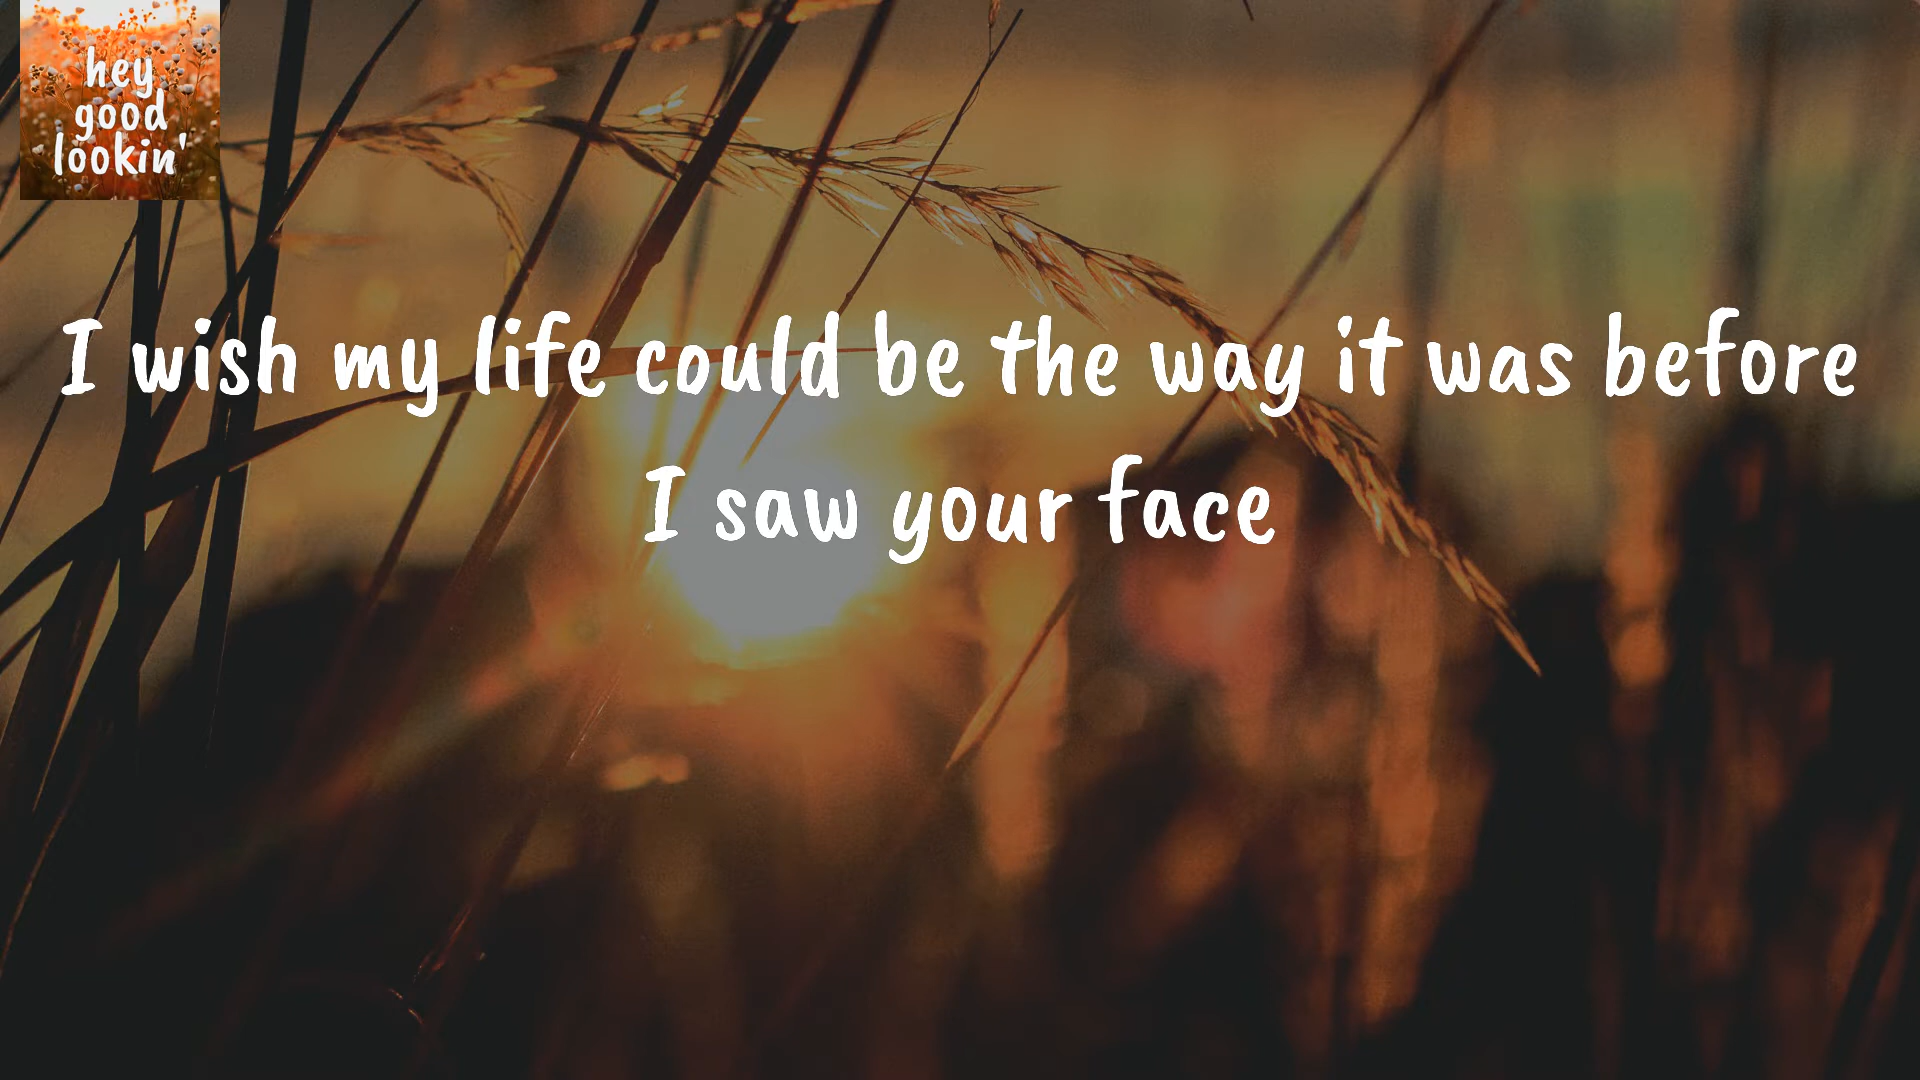 hey
good
lookin'
I wish my life could be the way it was before
I saw your face